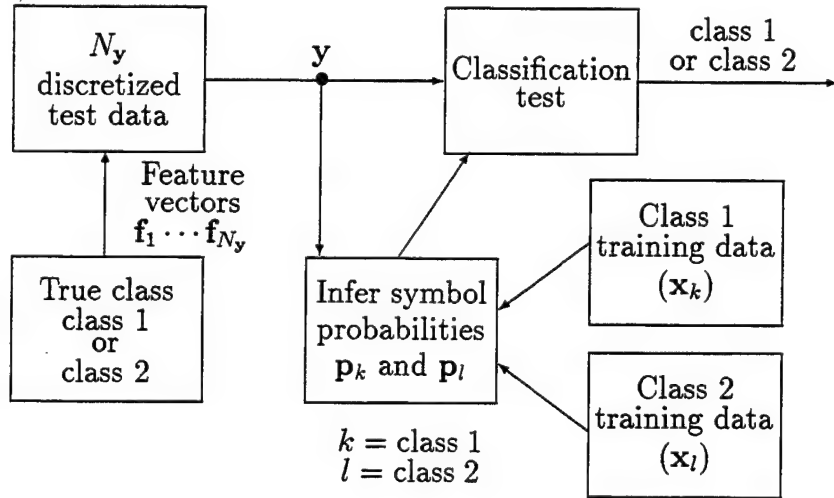 N_y
discretized
test data
y
Classification
test
class 1
or class 2
Feature
vectors
f_1 ⋯ f_{N_y}
True class
class 1
or
class 2
Infer symbol
probabilities
p_k and p_l
Class 1
training data
(x_k)
Class 2
training data
(x_l)
k = class 1
l = class 2